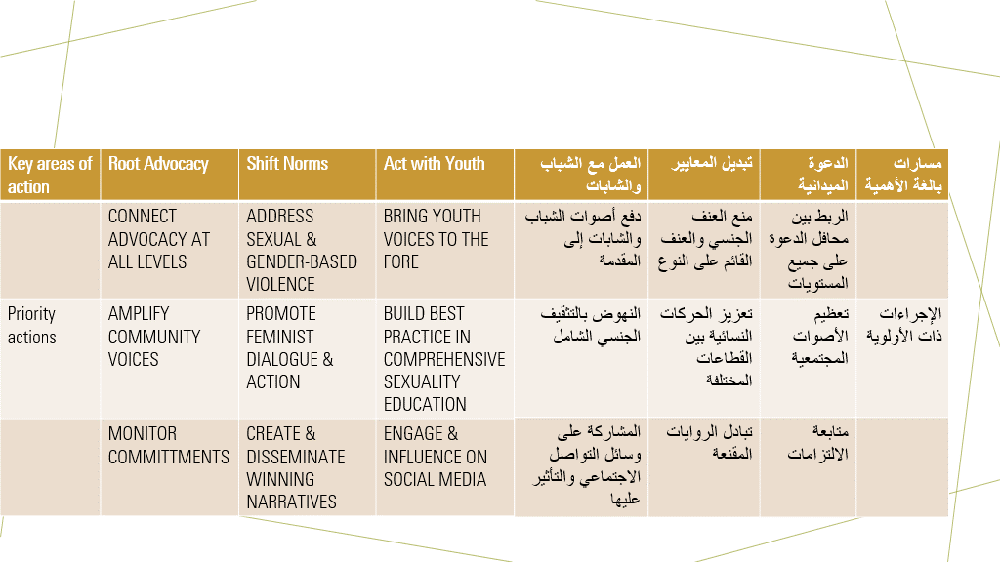 Key areas of
action
Root Advocacy
Shift Norms
Act with Youth
العمل مع الشباب
والشابات
تبديل المعايير
الدعوة
الميدانية
مسارات
بالغة الأهمية
CONNECT
ADVOCACY AT
ALL LEVELS
ADDRESS
SEXUAL &
GENDER-BASED
VIOLENCE
BRING YOUTH
VOICES TO THE
FORE
دفع أصوات الشباب
والشابات إلى
المقدمة
منع العنف
الجنسي والعنف
القائم على النوع
الربط بين
محافل الدعوة
على جميع
المستويات
Priority
actions
AMPLIFY
COMMUNITY
VOICES
PROMOTE
FEMINIST
DIALOGUE &
ACTION
BUILD BEST
PRACTICE IN
COMPREHENSIVE
SEXUALITY
EDUCATION
النهوض بالتثقيف
الجنسي الشامل
تعزيز الحركات
النسائية بين
القطاعات
المختلفة
تعظيم
الأصوات
المجتمعية
الإجراءات
ذات الأولوية
MONITOR
COMMITTMENTS
CREATE &
DISSEMINATE
WINNING
NARRATIVES
ENGAGE &
INFLUENCE ON
SOCIAL MEDIA
المشاركة على
وسائل التواصل
الاجتماعي والتأثير
عليها
تبادل الروايات
المقنعة
متابعة
الالتزامات